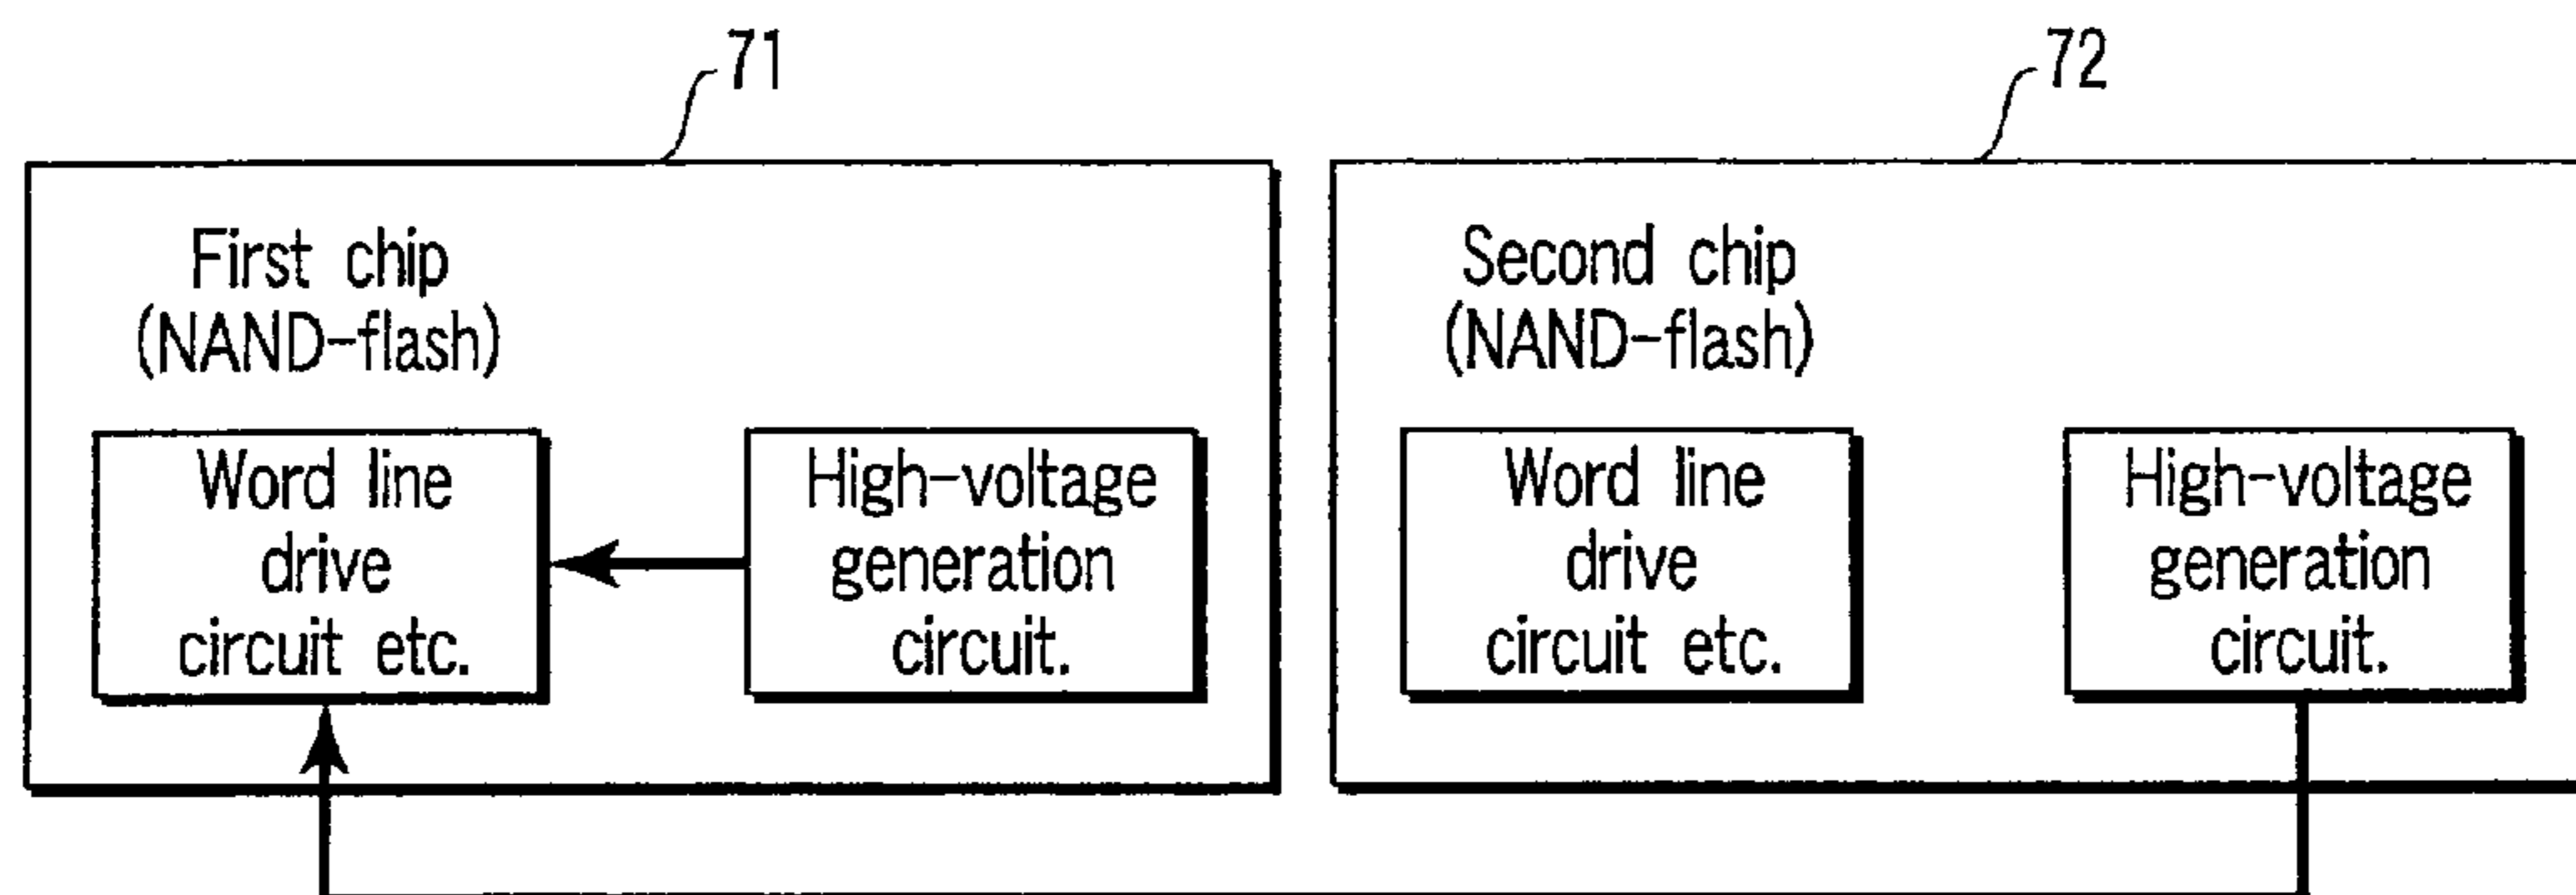 71
72
First chip
(NAND-flash)
Word line
drive
circuit etc.
High-voltage
generation
circuit.
Second chip
(NAND-flash)
Word line
drive
circuit etc.
High-voltage
generation
circuit.